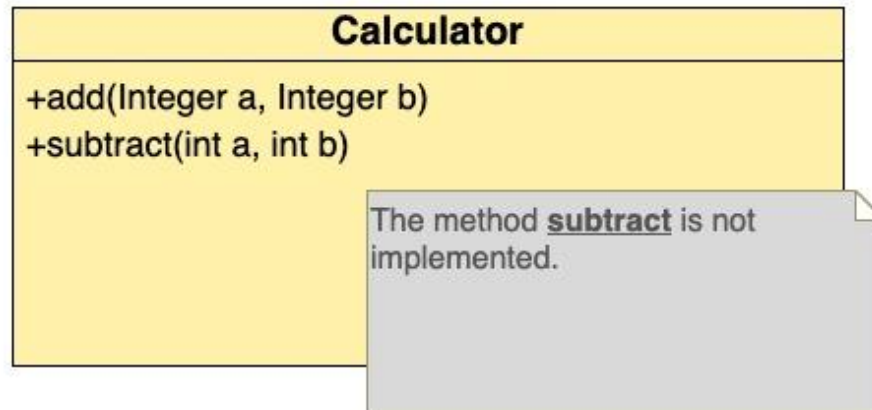 Calculator
+add(Integer a, Integer b)
+subtract(int a, int b)
The method subtract is not
implemented.